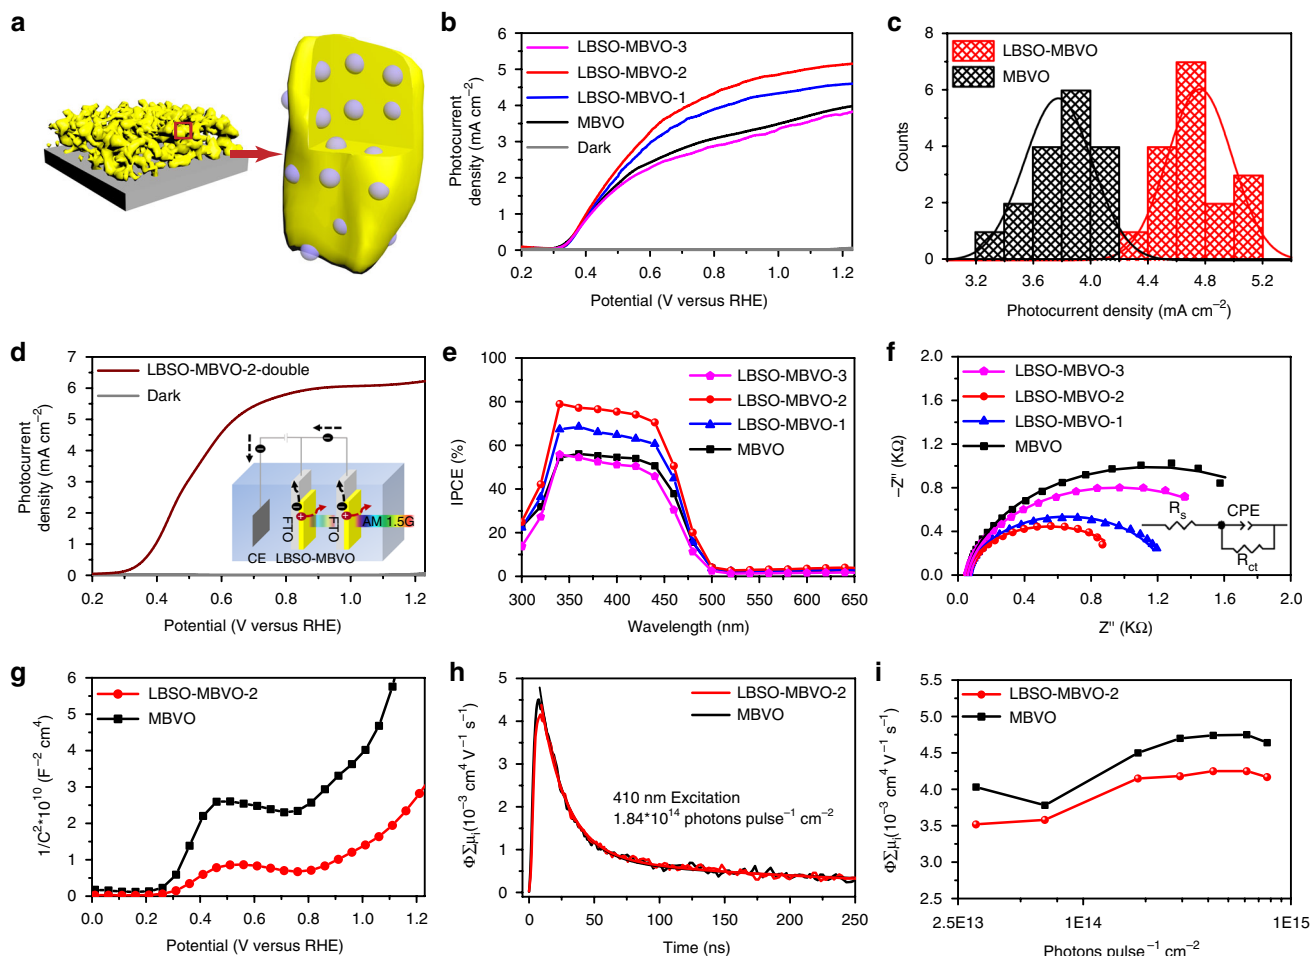 a
b
6
5
4
3
2
1
0
0.2
0.4
0.6
0.8
1.0
1.2
Photocurrent
density (mA cm⁻²)
Potential (V versus RHE)
LBSO-MBVO-3
LBSO-MBVO-2
LBSO-MBVO-1
MBVO
Dark
c
8
6
4
2
0
3.2
3.6
4.0
4.4
4.8
5.2
Counts
Photocurrent density (mA cm⁻²)
LBSO-MBVO
MBVO
d
7
6
5
4
3
2
1
0
0.2
0.4
0.6
0.8
1.0
1.2
Photocurrent
density (mA cm⁻²)
Potential (V versus RHE)
LBSO-MBVO-2-double
Dark
FTO
FTO
AM 1.5G
CE
LBSO-MBVO
e
100
80
60
40
20
0
300
350
400
450
500
550
600
650
IPCE (%)
Wavelength (nm)
LBSO-MBVO-3
LBSO-MBVO-2
LBSO-MBVO-1
MBVO
f
2.0
1.6
1.2
0.8
0.4
0.0
0.0
0.4
0.8
1.2
1.6
2.0
–Z" (KΩ)
Z" (KΩ)
LBSO-MBVO-3
LBSO-MBVO-2
LBSO-MBVO-1
MBVO
Rs
CPE
Rct
g
6
5
4
3
2
1
0
0.0
0.2
0.4
0.6
0.8
1.0
1.2
1/C²*10¹⁰ (F⁻² cm⁴)
Potential (V versus RHE)
LBSO-MBVO-2
MBVO
h
5
4
3
2
1
0
0
50
100
150
200
250
ΦΣμᵢ(10⁻³ cm⁴ V⁻¹ s⁻¹)
Time (ns)
LBSO-MBVO-2
MBVO
410 nm Excitation
1.84*10¹⁴ photons pulse⁻¹ cm⁻²
i
5.5
5.0
4.5
4.0
3.5
3.0
2.5
2.5E13
1E14
1E15
ΦΣμᵢ(10⁻³ cm⁴ V⁻¹ s⁻¹)
Photons pulse⁻¹ cm⁻²
LBSO-MBVO-2
MBVO